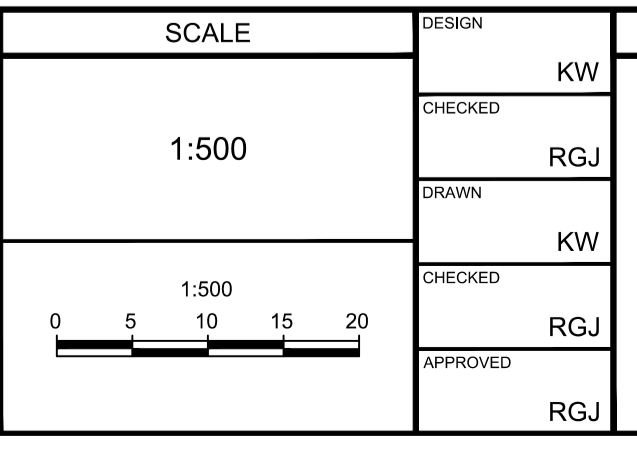 SCALE
1:500
1:500
0 5 10 15 20
DESIGN
KW
CHECKED
RGJ
DRAWN
KW
CHECKED
RGJ
APPROVED
RGJ